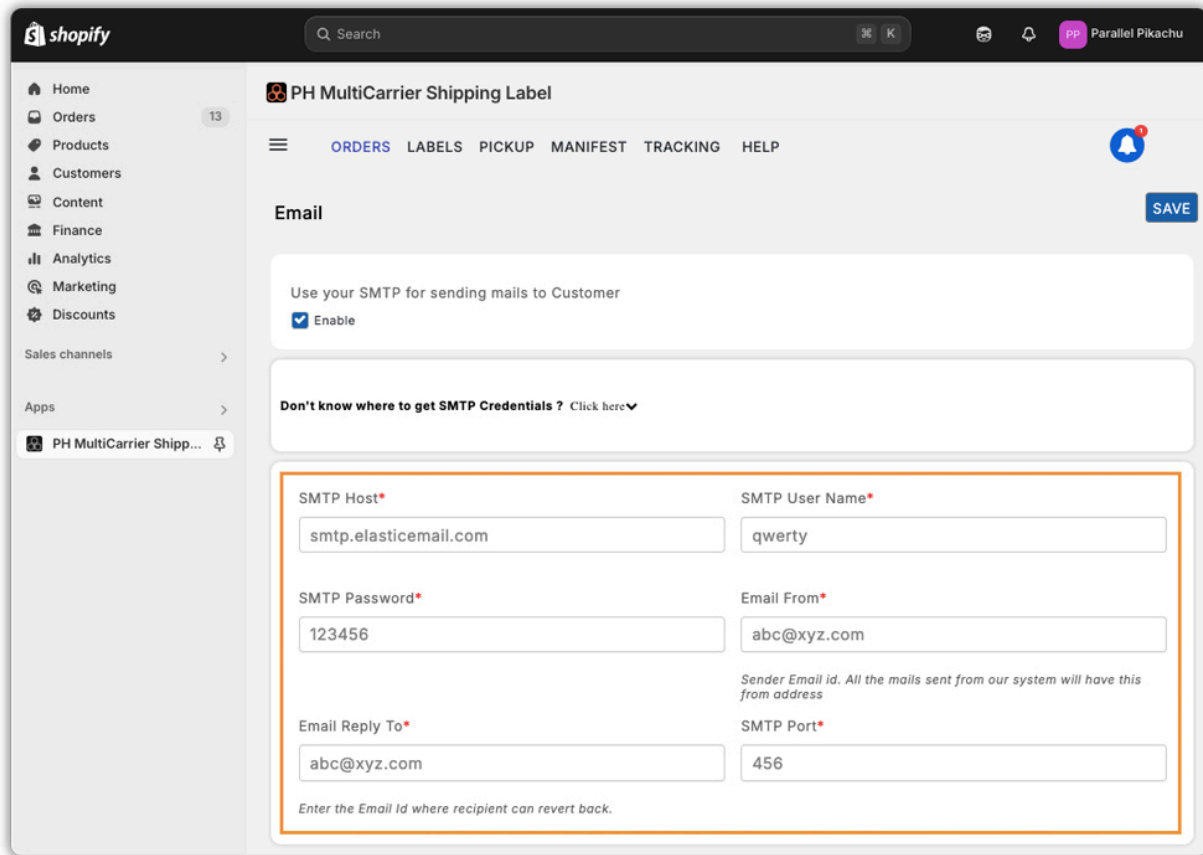 shopify
Search
⌘ K
PP
Parallel Pikachu
Home
Orders 13
Products
Customers
Content
Finance
Analytics
Marketing
Discounts
Sales channels
Apps
PH MultiCarrier Shipp...
PH MultiCarrier Shipping Label
ORDERS LABELS PICKUP MANIFEST TRACKING HELP
1
Email
SAVE
Use your SMTP for sending mails to Customer
Enable
Don't know where to get SMTP Credentials ? Click here
SMTP Host*
smtp.elasticemail.com
SMTP User Name*
qwerty
SMTP Password*
123456
Email From*
abc@xyz.com
Sender Email id. All the mails sent from our system will have this
from address
Email Reply To*
abc@xyz.com
Enter the Email Id where recipient can revert back.
SMTP Port*
456